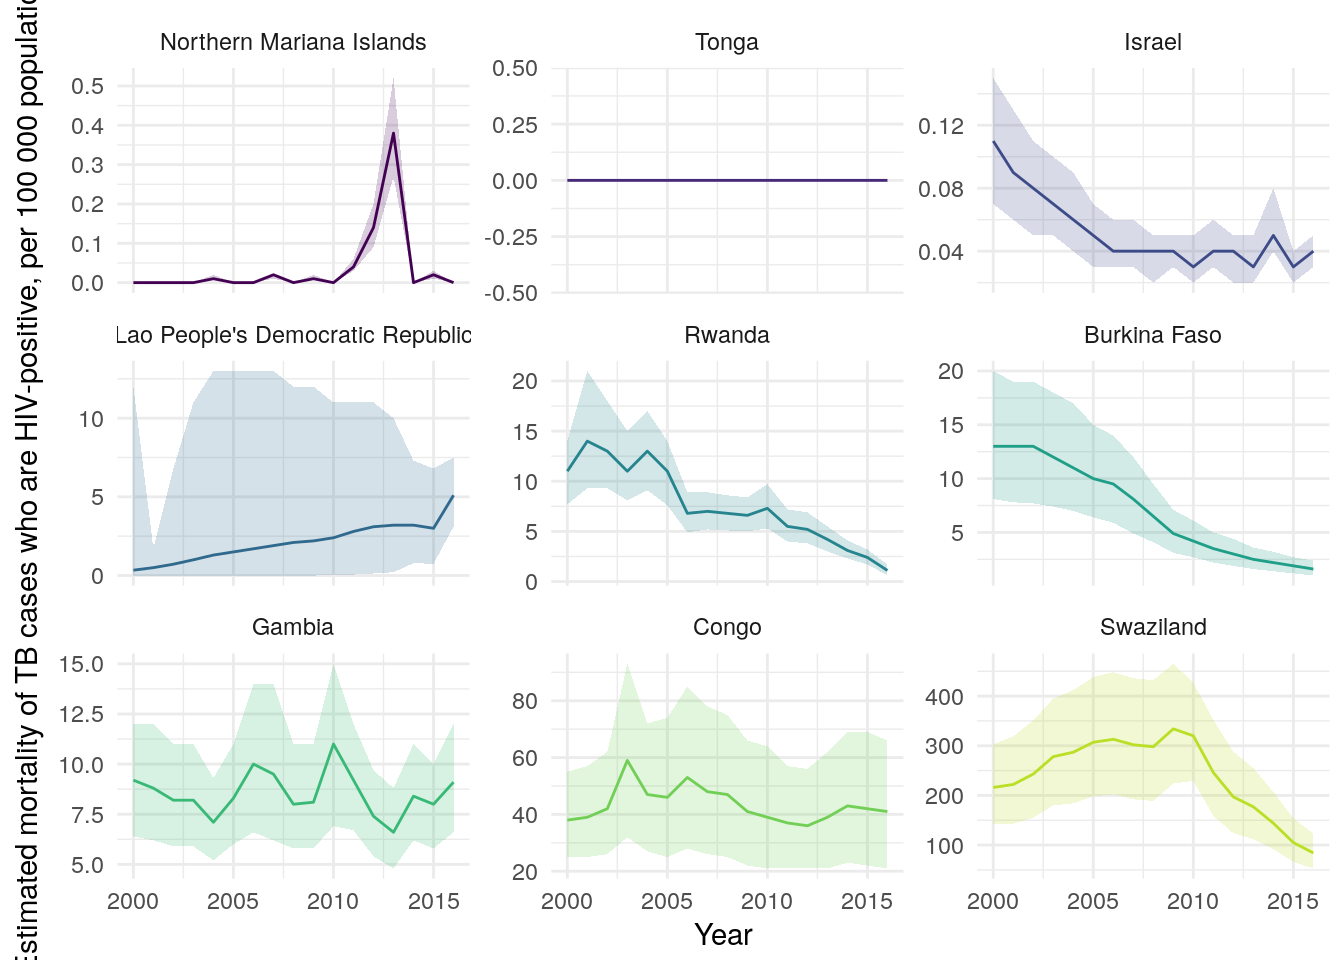 Estimated mortality of TB cases who are HIV-positive, per 100 000 populatio
Northern Mariana Islands
0.5
0.4
0.3
0.2
0.1
0.0
Tonga
0.50
0.25
0.00
-0.25
-0.50
Israel
0.12
0.08
0.04
Lao People's Democratic Republic
10
5
0
Rwanda
20
15
10
5
0
Burkina Faso
20
15
10
5
Gambia
15.0
12.5
10.0
7.5
5.0
2000 2005 2010 2015
Congo
80
60
40
20
2000 2005 2010 2015
Swaziland
400
300
200
100
2000 2005 2010 2015
Year